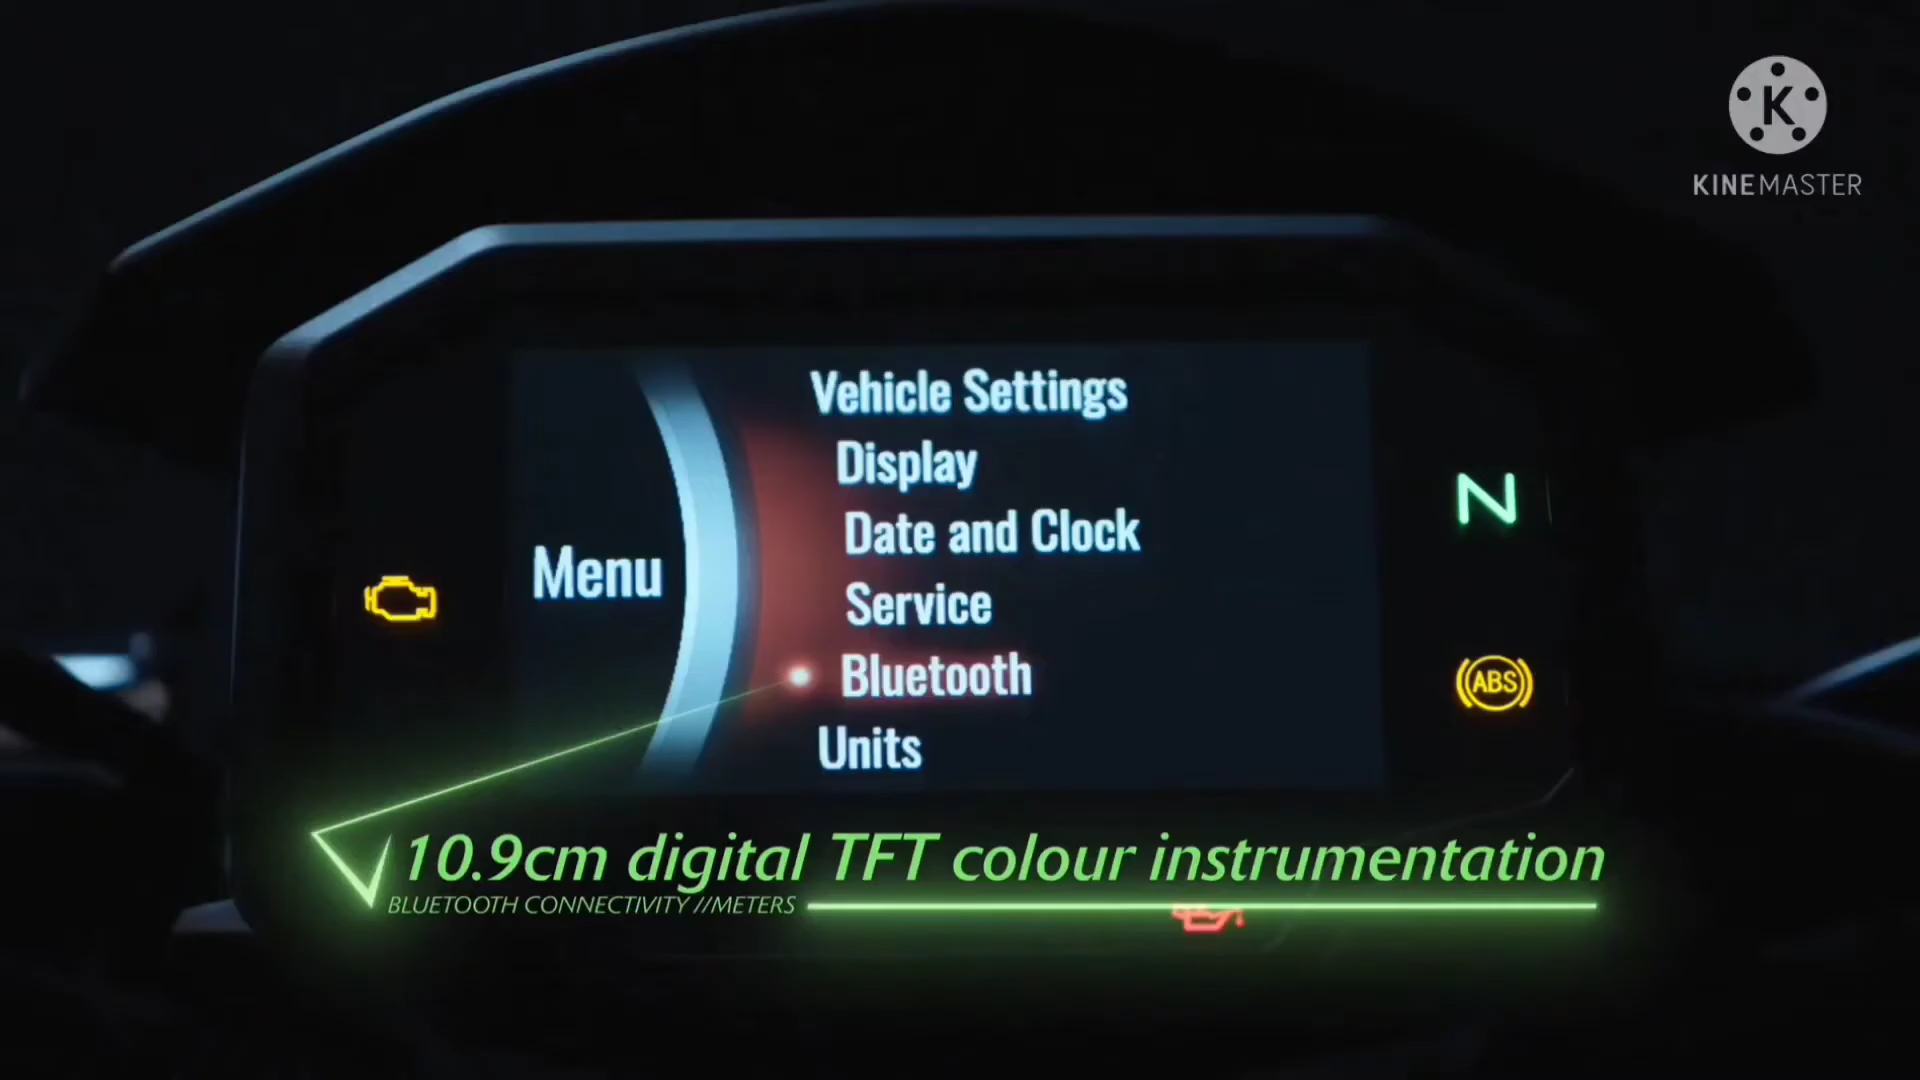 K
KINEMASTER
Vehicle Settings
Display
Date and Clock
Menu
Service
Bluetooth
Units
N
ABS
10.9cm digital TFT colour instrumentation
BLUETOOTH CONNECTIVITY //METERS